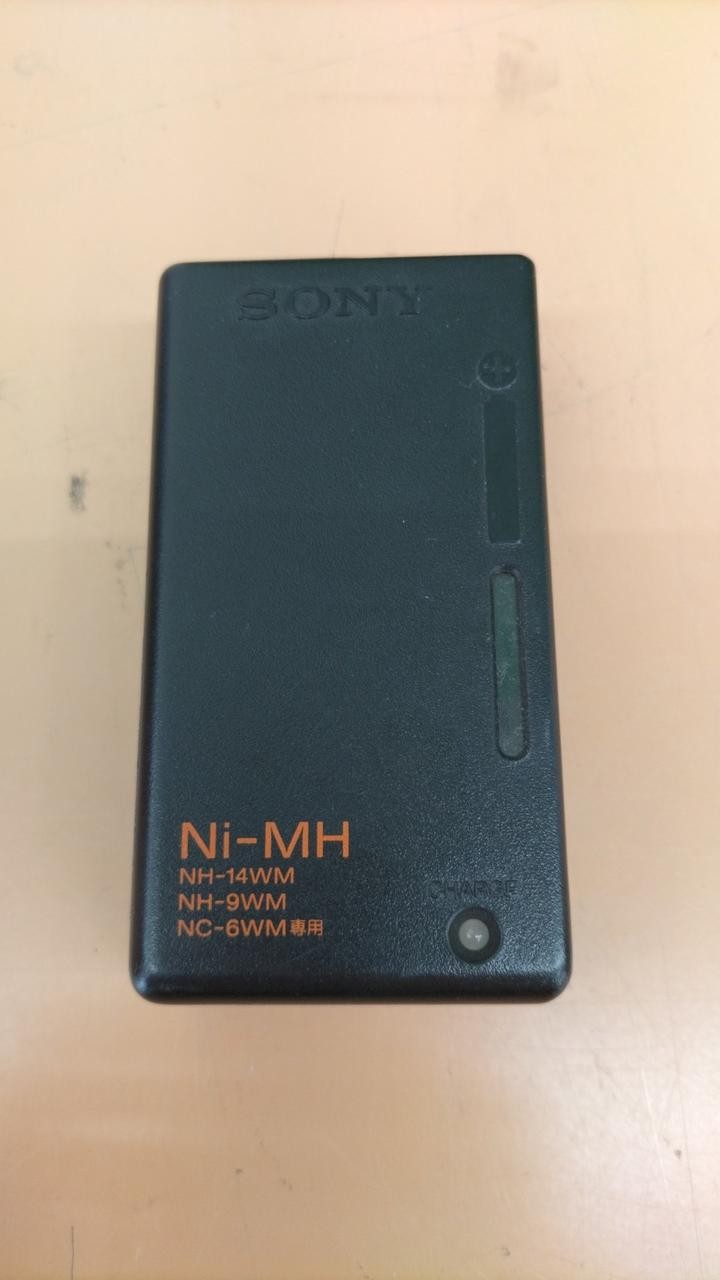 SONY
Ni-MH
NH-14WM
NH-9WM
NC-6WM専用
CHARGE